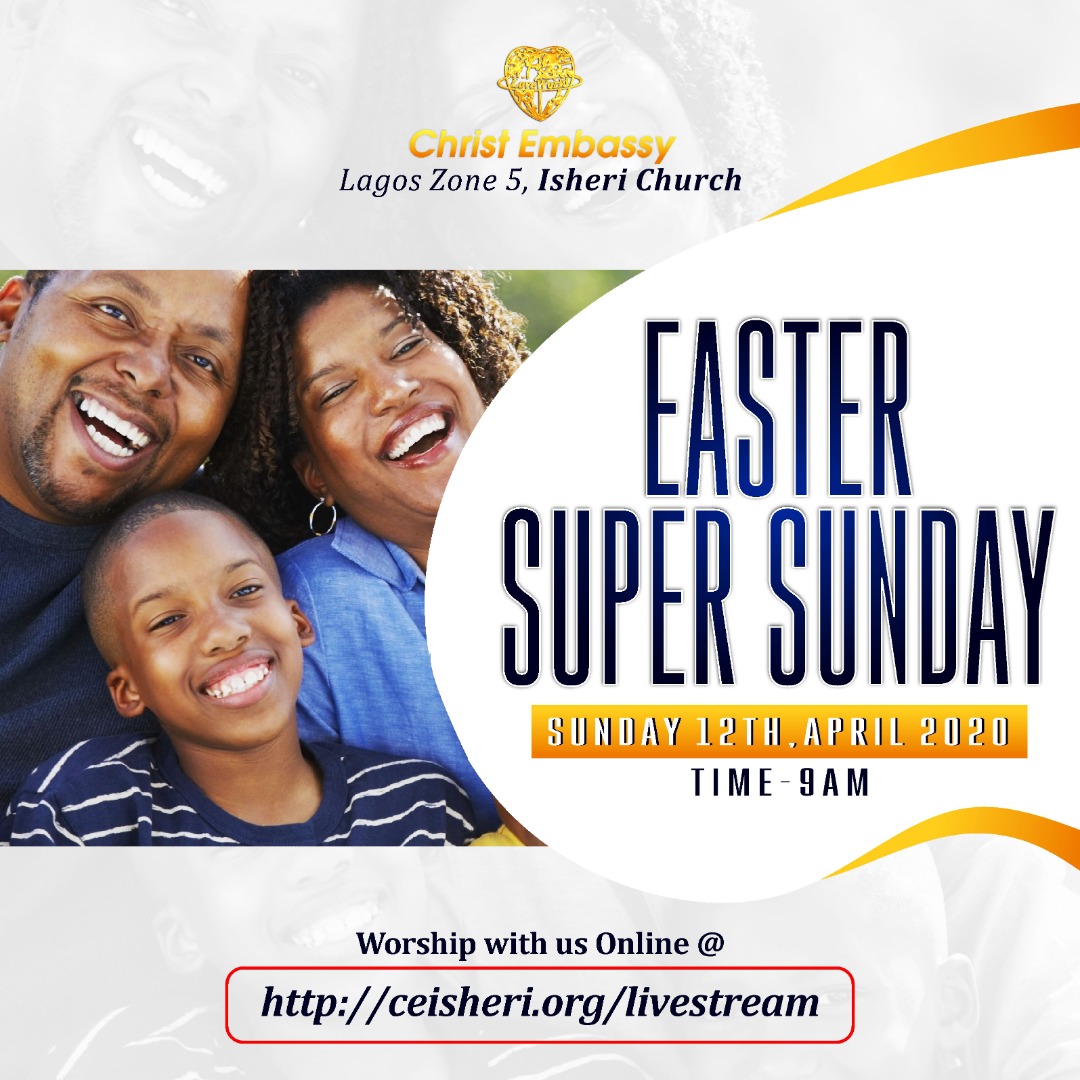 LoveWorld
Christ Embassy
Lagos Zone 5, Isheri Church
EASTER
SUPER SUNDAY
SUNDAY 12TH, APRIL 2020
TIME-9AM
Worship with us Online @
http://ceisheri.org/livestream